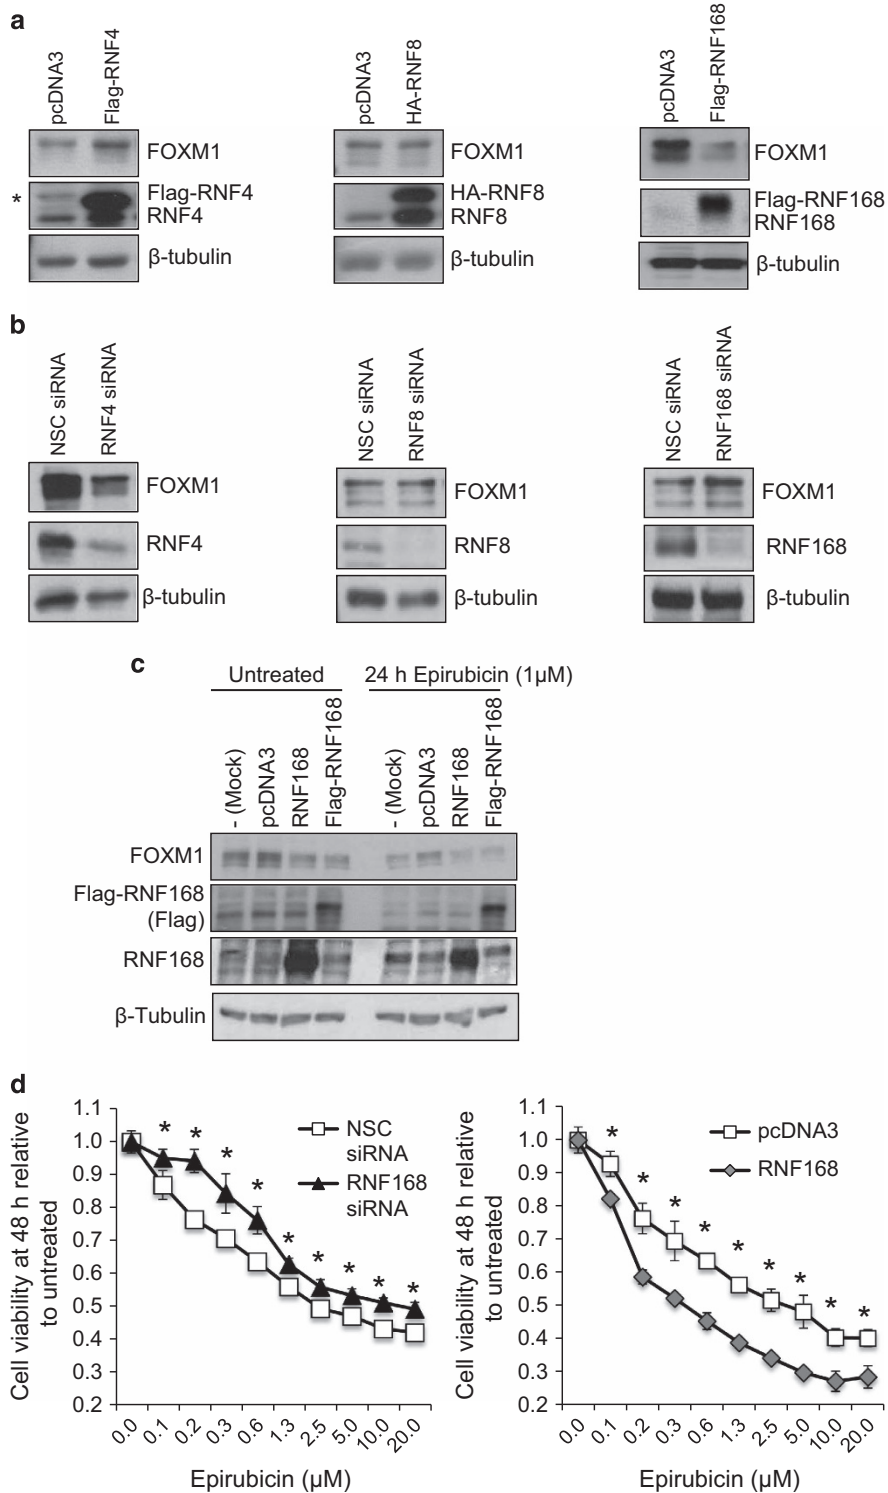 a
pcDNA3
Flag-RNF4
FOXM1
Flag-RNF4
*
RNF4
β-tubulin
pcDNA3
HA-RNF8
FOXM1
HA-RNF8
RNF8
β-tubulin
pcDNA3
Flag-RNF168
FOXM1
Flag-RNF168
RNF168
β-tubulin
b
NSC siRNA
RNF4 siRNA
FOXM1
RNF4
β-tubulin
NSC siRNA
RNF8 siRNA
FOXM1
RNF8
β-tubulin
NSC siRNA
RNF168 siRNA
FOXM1
RNF168
β-tubulin
c
Untreated
24 h Epirubicin (1μM)
- (Mock)
pcDNA3
RNF168
Flag-RNF168
- (Mock)
pcDNA3
RNF168
Flag-RNF168
FOXM1
Flag-RNF168
(Flag)
RNF168
β-Tubulin
d
Cell viability at 48 h relative
to untreated
1.1
1.0
0.9
0.8
0.7
0.6
0.5
0.4
0.3
0.2
* * * * * * * * *
NSC
siRNA
RNF168
siRNA
0.0 0.1 0.2 0.3 0.6 1.3 2.5 5.0 10.0 20.0
Epirubicin (μM)
Cell viability at 48 h relative
to untreated
1.1
1.0
0.9
0.8
0.7
0.6
0.5
0.4
0.3
0.2
* * * * * * * * *
pcDNA3
RNF168
0.0 0.1 0.2 0.3 0.6 1.3 2.5 5.0 10.0 20.0
Epirubicin (μM)